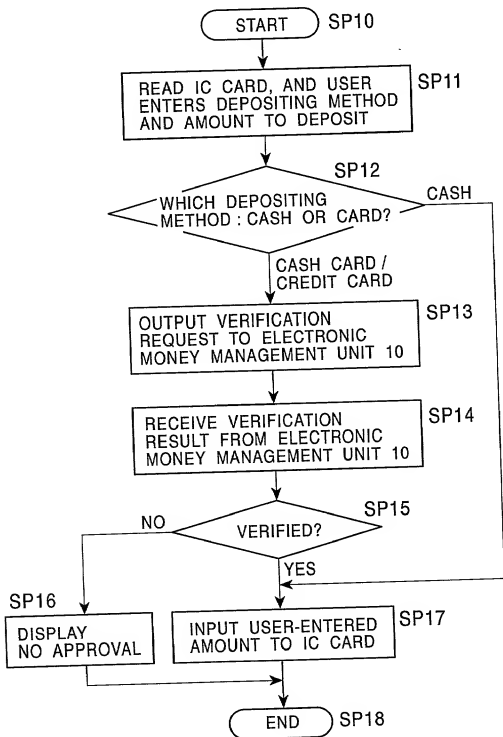 START SP10
READ IC CARD, AND USER
ENTERS DEPOSITING METHOD
AND AMOUNT TO DEPOSIT
SP11
SP12
WHICH DEPOSITING
METHOD : CASH OR CARD?
CASH
CASH CARD /
CREDIT CARD
SP13
OUTPUT VERIFICATION
REQUEST TO ELECTRONIC
MONEY MANAGEMENT UNIT 10
SP14
RECEIVE VERIFICATION
RESULT FROM ELECTRONIC
MONEY MANAGEMENT UNIT 10
SP15
NO
VERIFIED?
YES
SP16
DISPLAY
NO APPROVAL
SP17
INPUT USER-ENTERED
AMOUNT TO IC CARD
END SP18